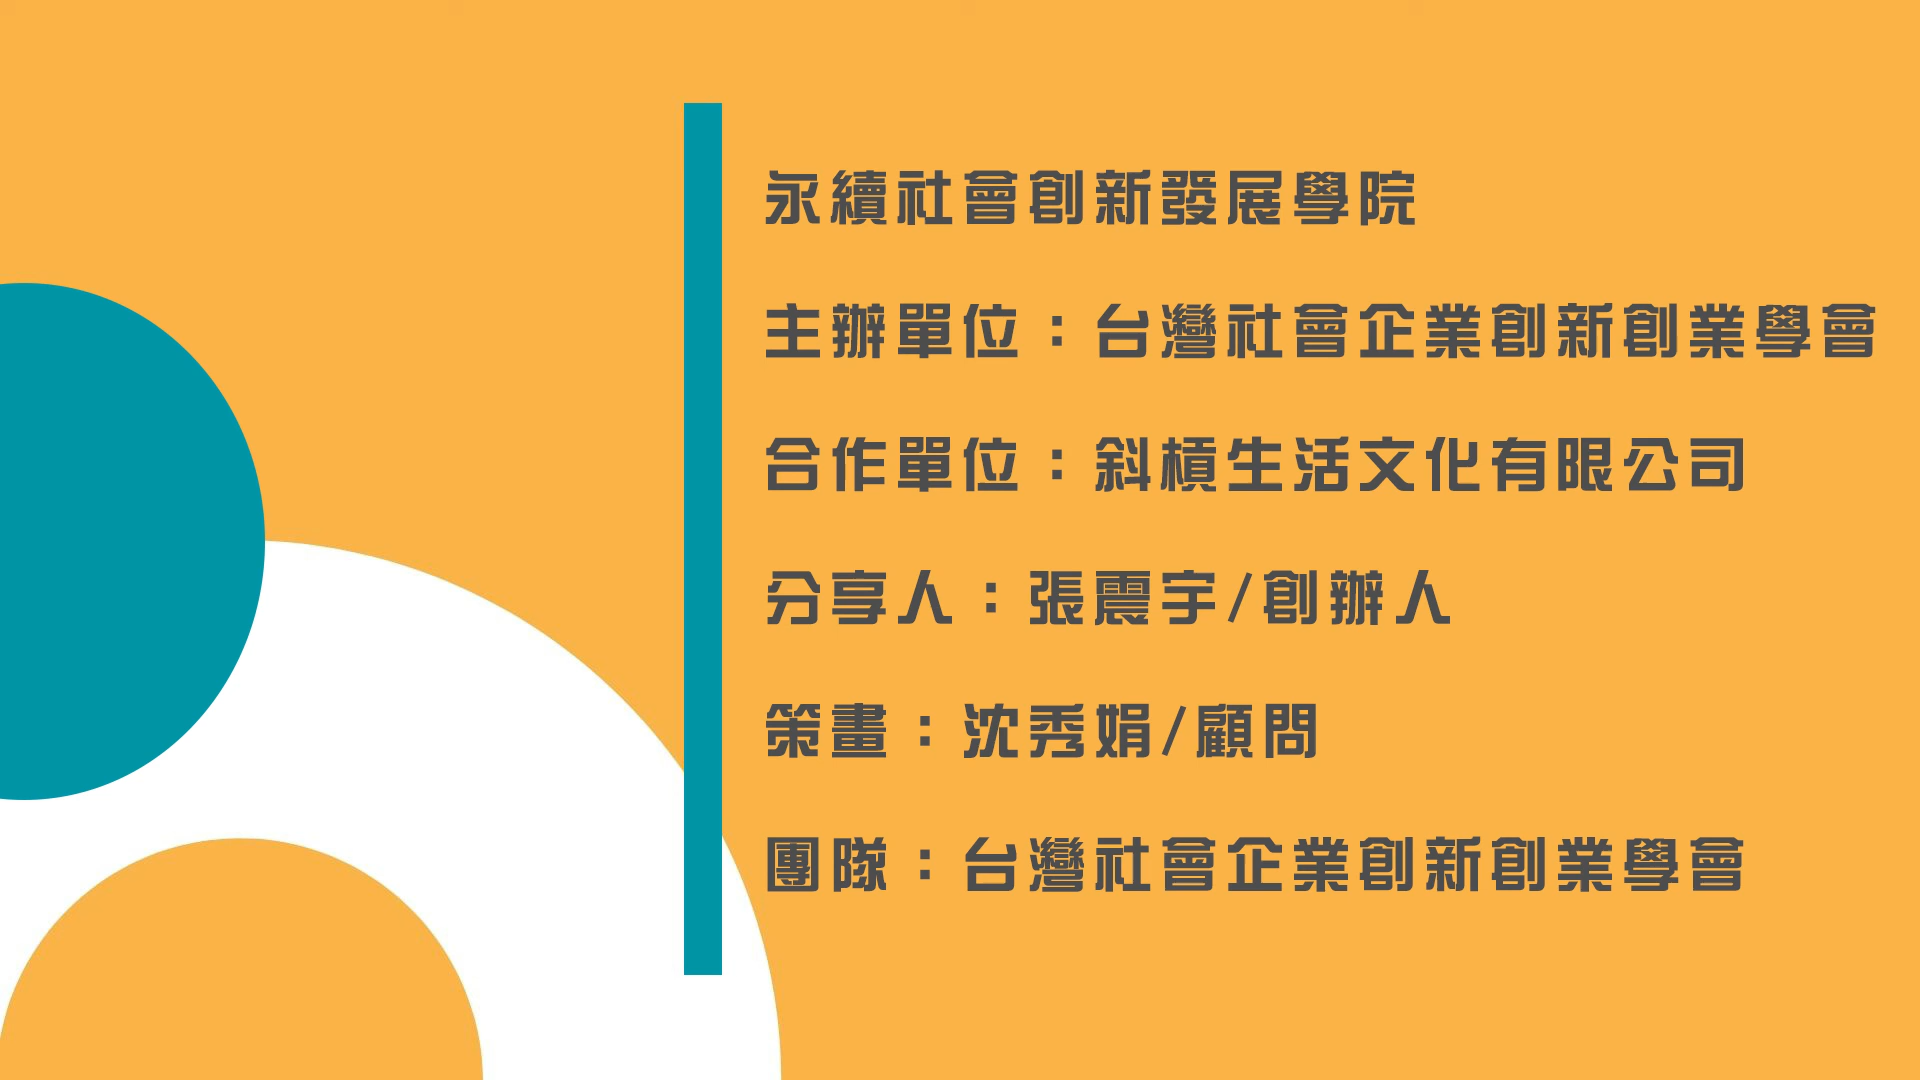 永續社會創新發展學院
主辦單位：台灣社會企業創新創業學會
合作單位：斜槓生活文化有限公司
分享人：張震宇/創辦人
策畫：沈秀娟/顧問
團隊：台灣社會企業創新創業學會